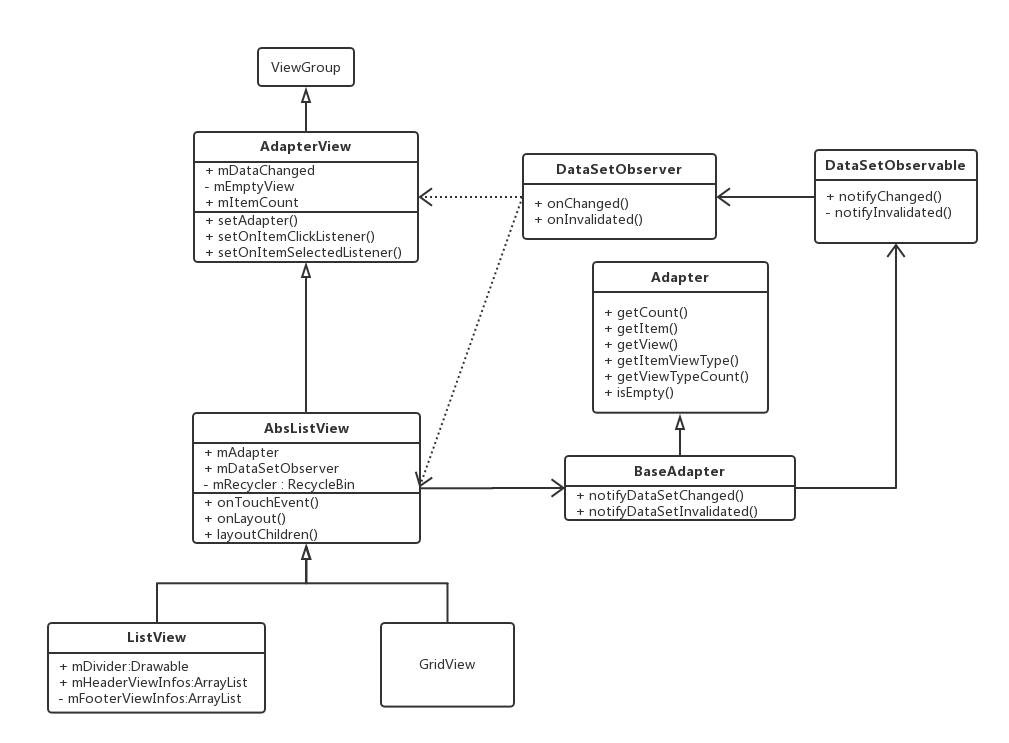 ViewGroup
AdapterView
+ mDataChanged
- mEmptyView
+ mItemCount
+ setAdapter()
+ setOnItemClickListener()
+ setOnItemSelectedListener()
DataSetObserver
+ onChanged()
+ onInvalidated()
DataSetObservable
+ notifyChanged()
- notifyInvalidated()
Adapter
+ getCount()
+ getItem()
+ getView()
+ getItemViewType()
+ getViewTypeCount()
+ isEmpty()
AbsListView
+ mAdapter
+ mDataSetObserver
- mRecycler : RecycleBin
+ onTouchEvent()
+ onLayout()
+ layoutChildren()
BaseAdapter
+ notifyDataSetChanged()
+ notifyDataSetInvalidated()
ListView
+ mDivider:Drawable
+ mHeaderViewInfos:ArrayList
- mFooterViewInfos:ArrayList
GridView